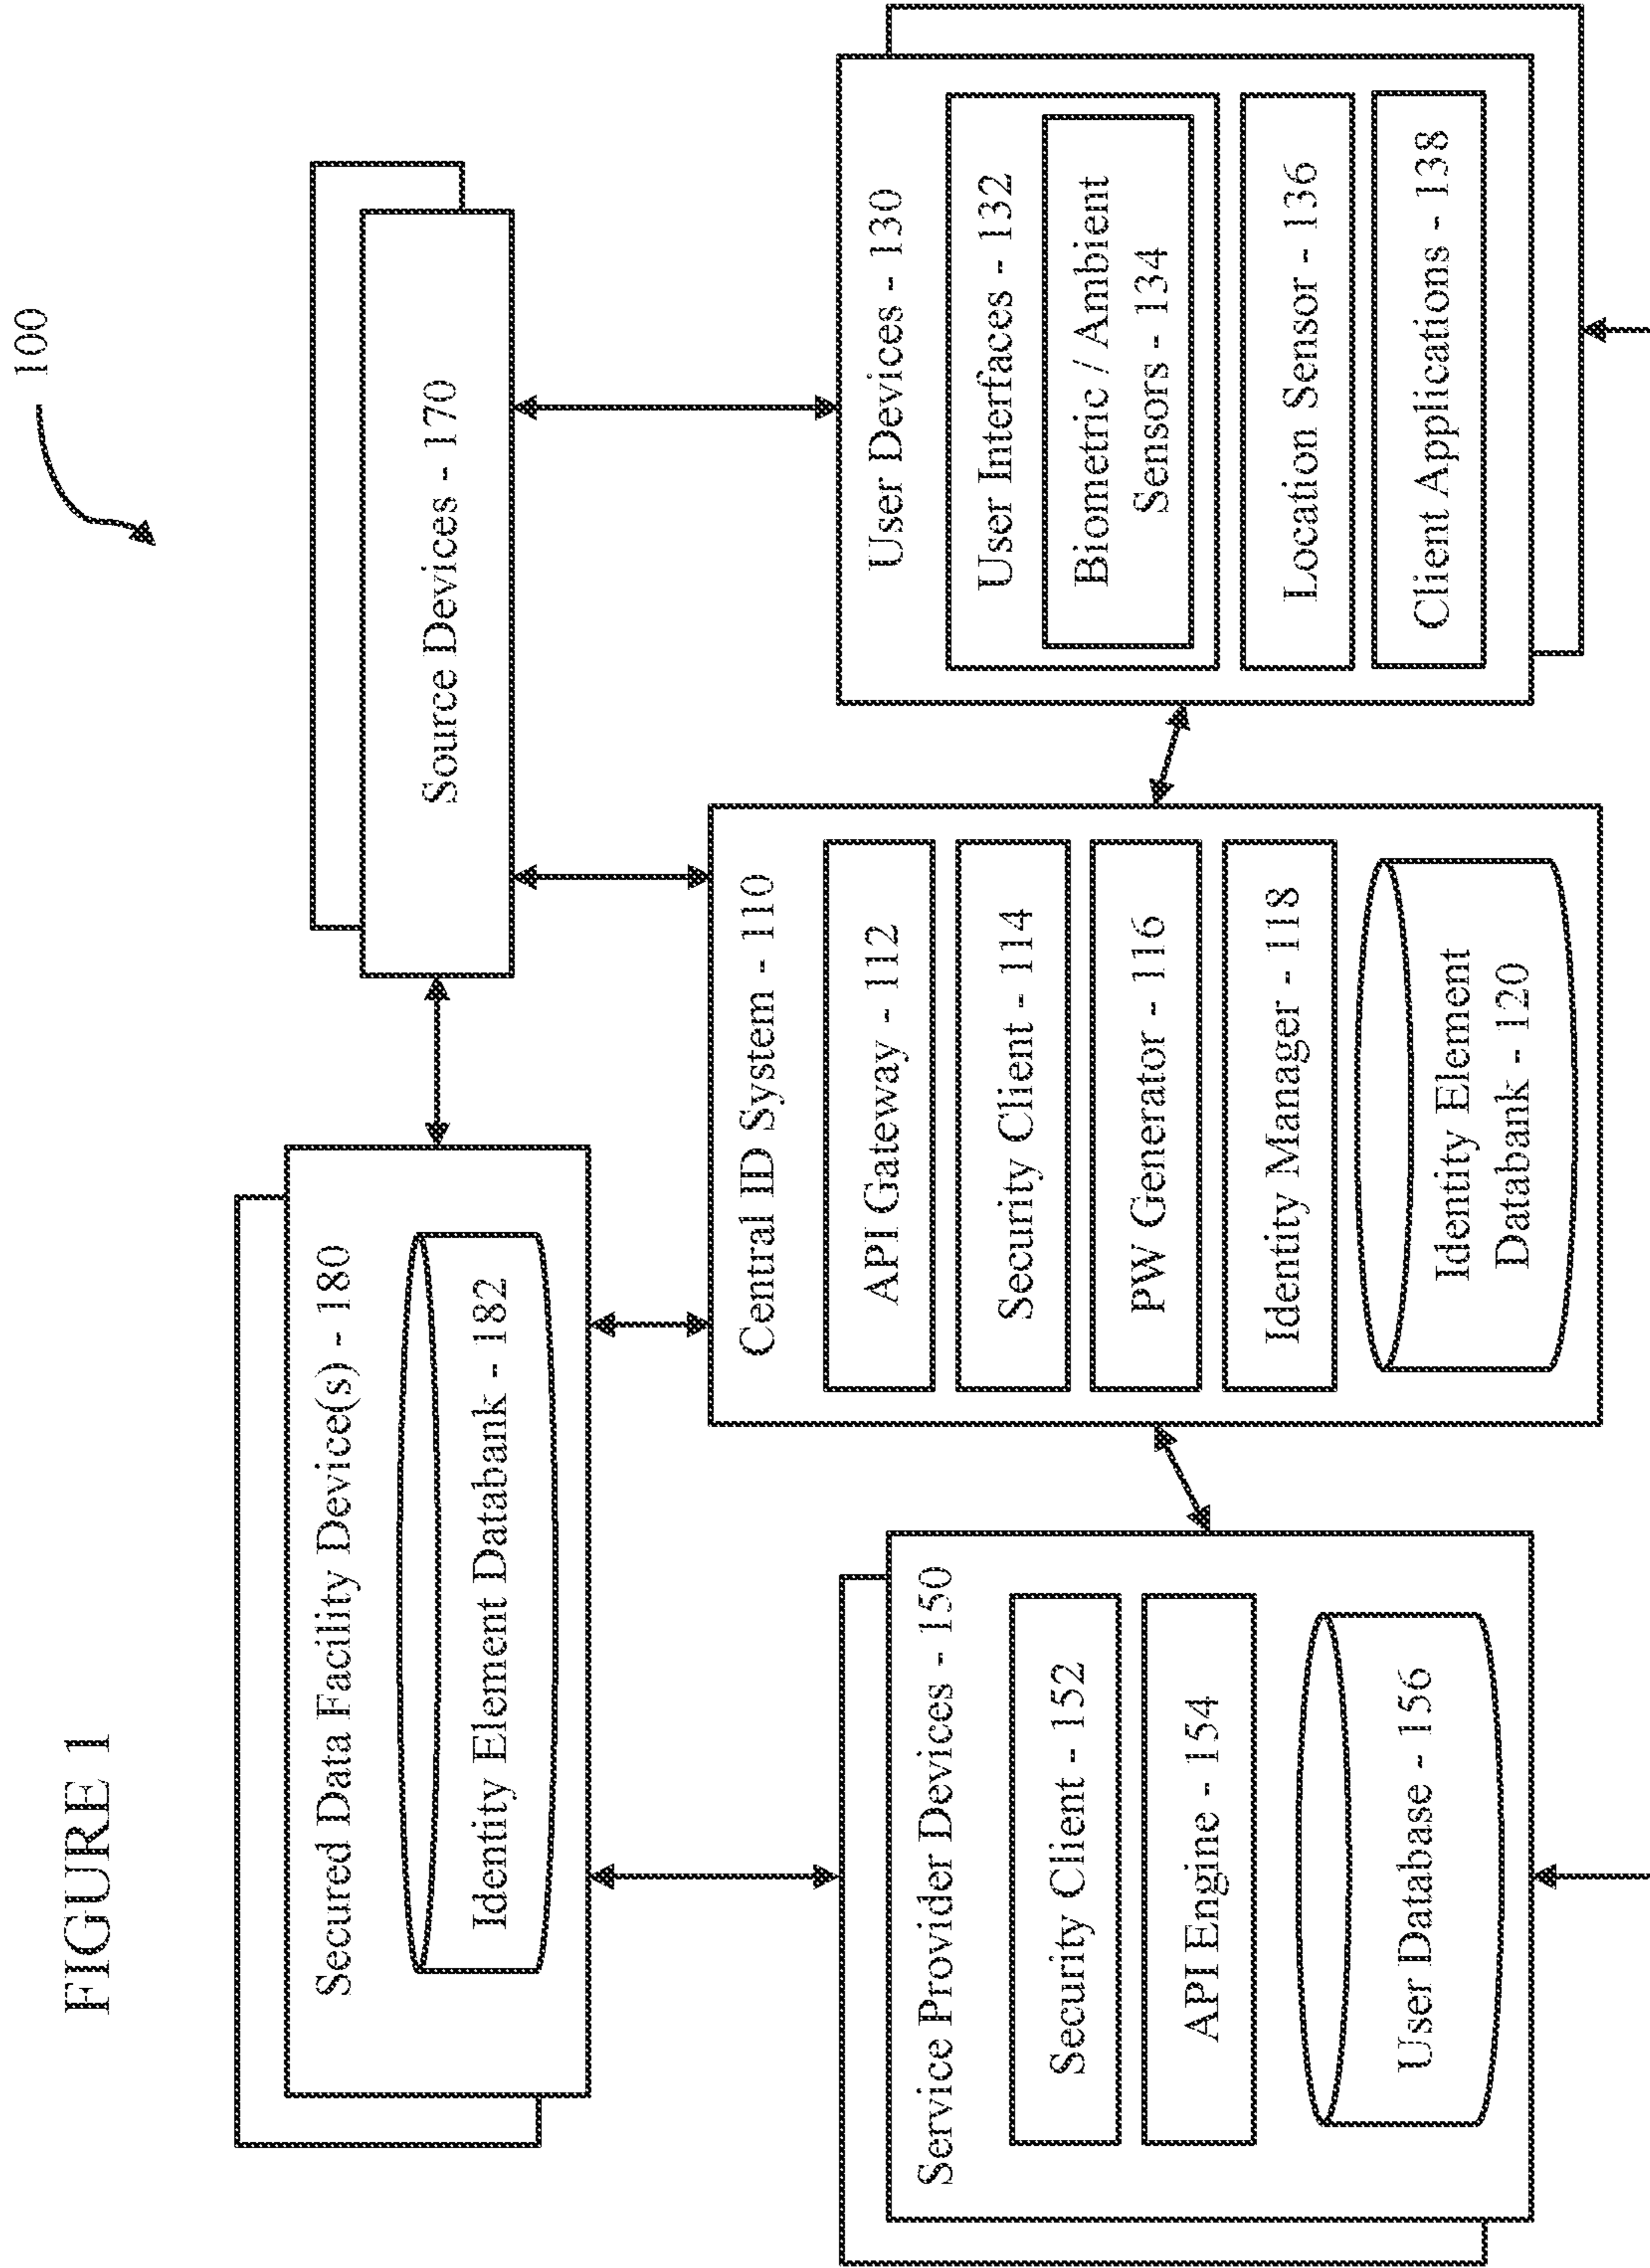 FIGURE 1
100
Secured Data Facility Device(s) - 180
Identity Element Databank - 182
Source Devices - 170
Service Provider Devices - 150
Security Client - 152
API Engine - 154
User Database - 156
Central ID System - 110
API Gateway - 112
Security Client - 114
PW Generator - 116
Identity Manager - 118
Identity Element
Databank - 120
User Devices - 130
User Interfaces - 132
Biometric / Ambient
Sensors - 134
Location Sensor - 136
Client Applications - 138